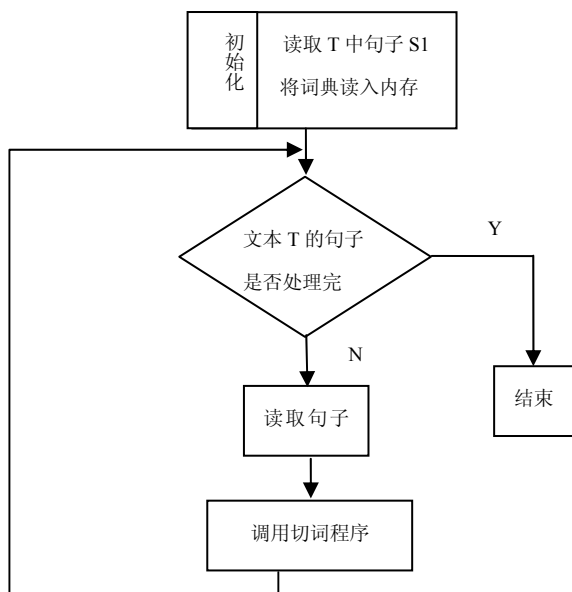 初始化
读取 T 中句子 S1
将词典读入内存
文本 T 的句子
是否处理完
Y
N
读取句子
结束
调用切词程序